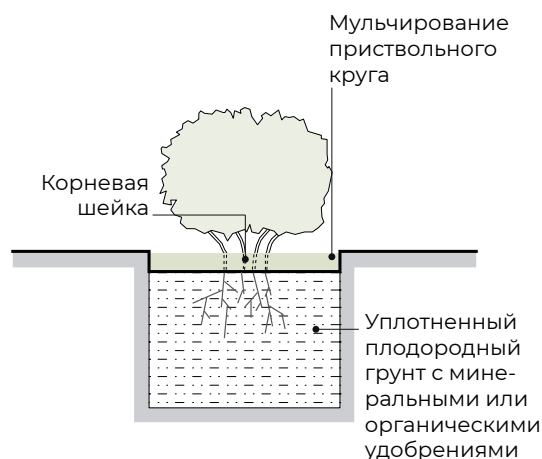 Мульчирование
приствольного
круга
Корневая
шейка
Уплотненный
плодородный
грунт с мине-
ральными или
органическими
удобрениями